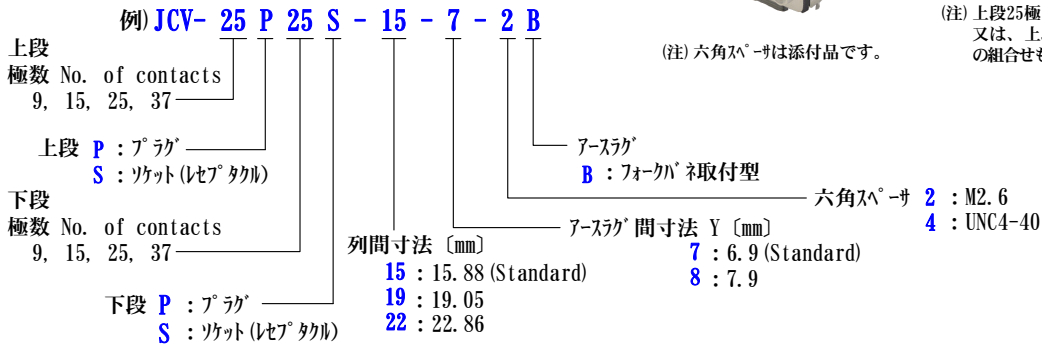 例) JCV- 25 P 25 S - 15 - 7 - 2 B
(注) 上段25極
又は、上
の組合せも
(注) 六角ｽﾍﾟｰｻは添付品です。
上段
極数 No. of contacts
9, 15, 25, 37
上段 P : ﾌﾟﾗｸﾞ
S : ｿｹｯﾄ(ﾚｾﾌﾟﾀｸﾙ)
下段
極数 No. of contacts
9, 15, 25, 37
下段 P : ﾌﾟﾗｸﾞ
S : ｿｹｯﾄ(ﾚｾﾌﾟﾀｸﾙ)
列間寸法 〔mm〕
15 : 15.88(Standard)
19 : 19.05
22 : 22.86
ｱｰｽﾗｸﾞ間寸法 Y 〔mm〕
7 : 6.9(Standard)
8 : 7.9
ｱｰｽﾗｸﾞ
B : ﾌｫｰｸﾊﾞﾈ取付型
六角ｽﾍﾟｰｻ 2 : M2.6
4 : UNC4-40